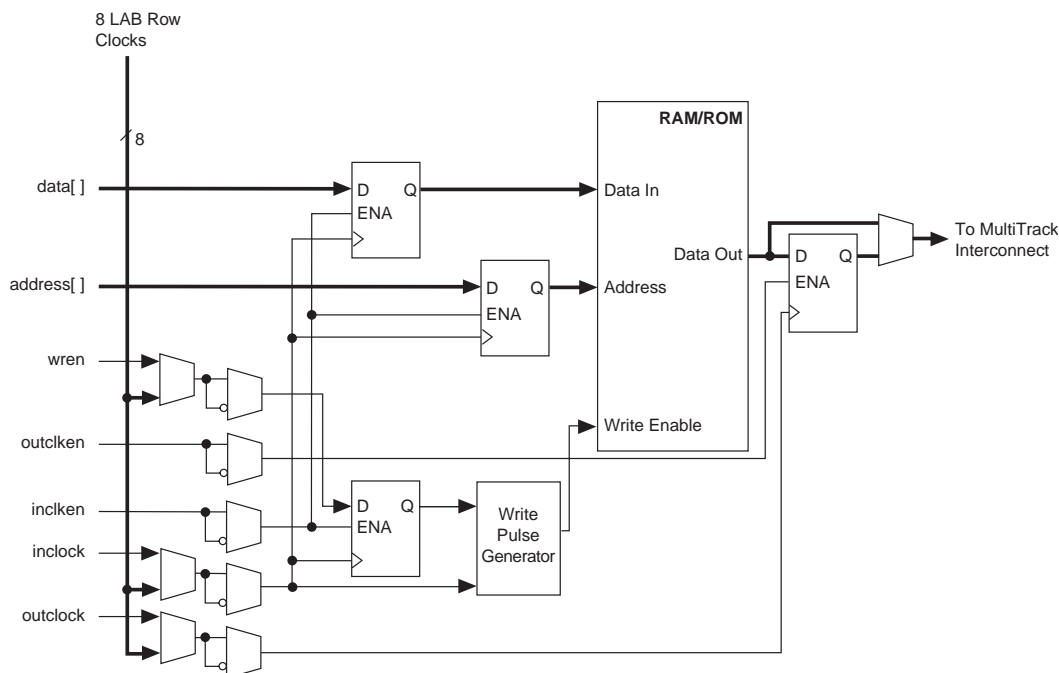 8 LAB Row
Clocks
8
RAM/ROM
data[ ]
D Q
ENA
Data In
address[ ]
D Q
ENA
Address
Data Out
D Q
ENA
To MultiTrack
Interconnect
wren
outclken
Write Enable
inclken
D Q
ENA
Write
Pulse
Generator
inclock
outclock